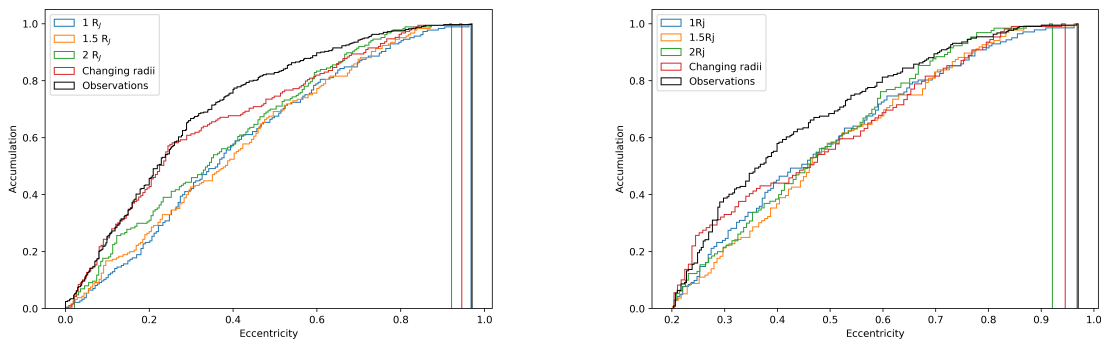 1.0
0.8
0.6
0.4
0.2
0.0
Accumulation
1 R_J
1.5 R_J
2 R_J
Changing radii
Observations
0.0 0.2 0.4 0.6 0.8 1.0
Eccentricity
1.0
0.8
0.6
0.4
0.2
0.0
Accumulation
1Rj
1.5Rj
2Rj
Changing radii
Observations
0.2 0.3 0.4 0.5 0.6 0.7 0.8 0.9 1.0
Eccentricity